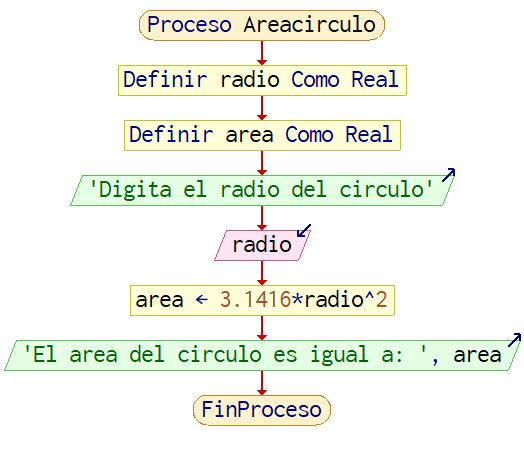 Proceso Areacirculo
Definir radio Como Real
Definir area Como Real
'Digita el radio del circulo'
radio
area ← 3.1416*radio^2
'El area del circulo es igual a: ', area
FinProceso